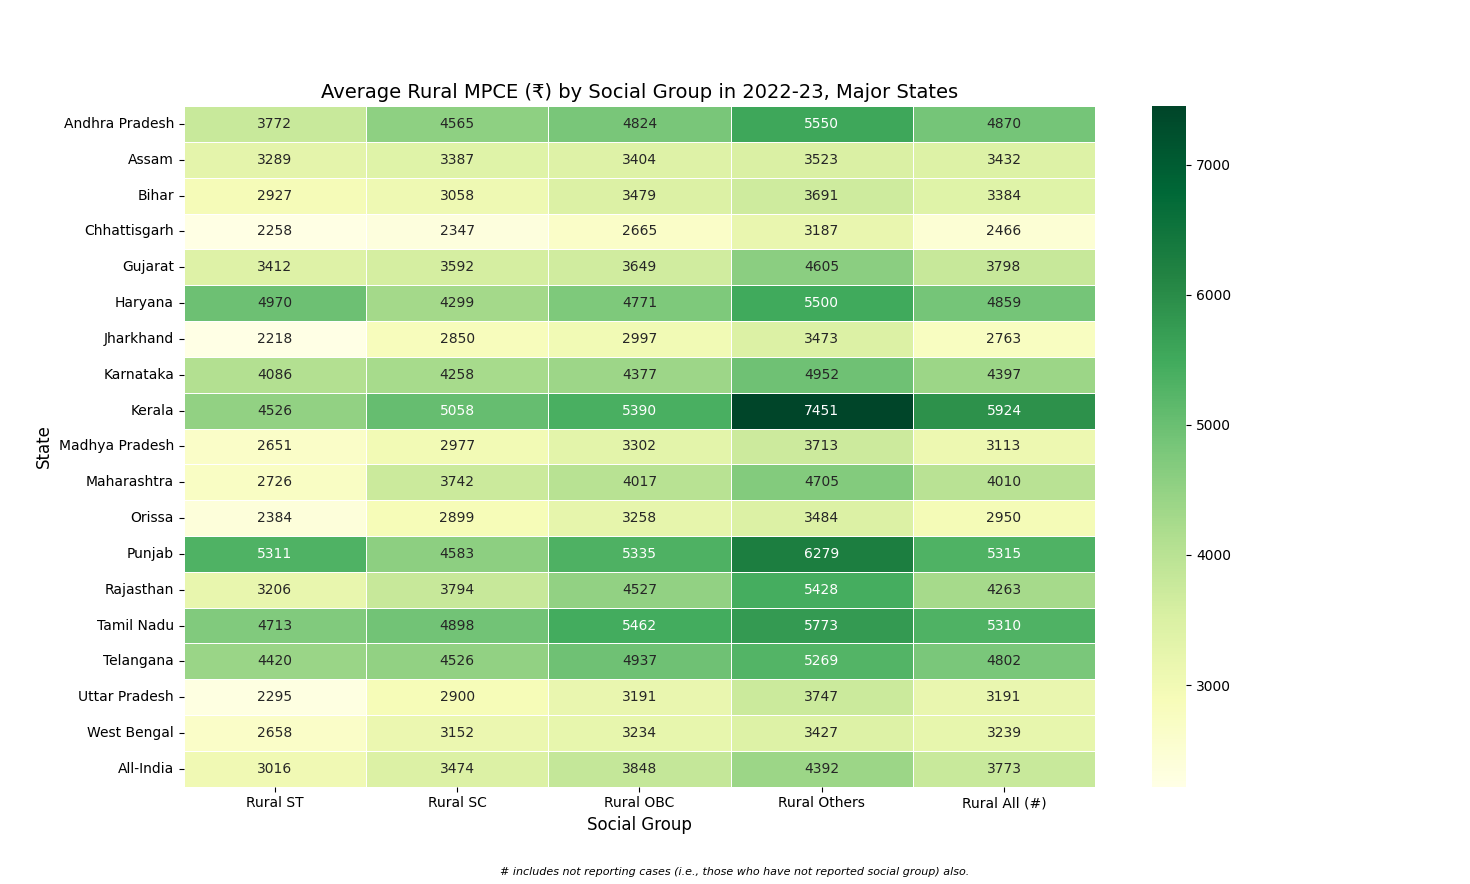 Average Rural MPCE (₹) by Social Group in 2022-23, Major States
State
Andhra Pradesh 3772 4565 4824 5550 4870
Assam 3289 3387 3404 3523 3432
Bihar 2927 3058 3479 3691 3384
Chhattisgarh 2258 2347 2665 3187 2466
Gujarat 3412 3592 3649 4605 3798
Haryana 4970 4299 4771 5500 4859
Jharkhand 2218 2850 2997 3473 2763
Karnataka 4086 4258 4377 4952 4397
Kerala 4526 5058 5390 7451 5924
Madhya Pradesh 2651 2977 3302 3713 3113
Maharashtra 2726 3742 4017 4705 4010
Orissa 2384 2899 3258 3484 2950
Punjab 5311 4583 5335 6279 5315
Rajasthan 3206 3794 4527 5428 4263
Tamil Nadu 4713 4898 5462 5773 5310
Telangana 4420 4526 4937 5269 4802
Uttar Pradesh 2295 2900 3191 3747 3191
West Bengal 2658 3152 3234 3427 3239
All-India 3016 3474 3848 4392 3773
Rural ST Rural SC Rural OBC Rural Others Rural All (#)
Social Group
7000
6000
5000
4000
3000
# includes not reporting cases (i.e., those who have not reported social group) also.